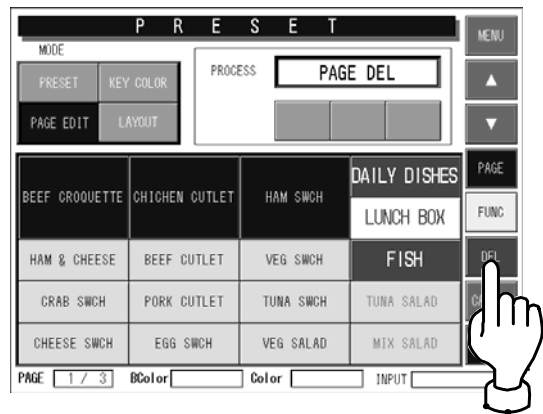 PRESET
MENU
MODE
PRESET KEY COLOR
PAGE EDIT LAYOUT
PROCESS PAGE DEL
BEEF CROQUETTE CHICHEN CUTLET HAM SWCH DAILY DISHES
LUNCH BOX
HAM & CHEESE BEEF CUTLET VEG SWCH FISH
CRAB SWCH PORK CUTLET TUNA SWCH TUNA SALAD
CHEESE SWCH EGG SWCH VEG SALAD MIX SALAD
PAGE
FUNC
DEL
PAGE 1 / 3 BColor Color INPUT